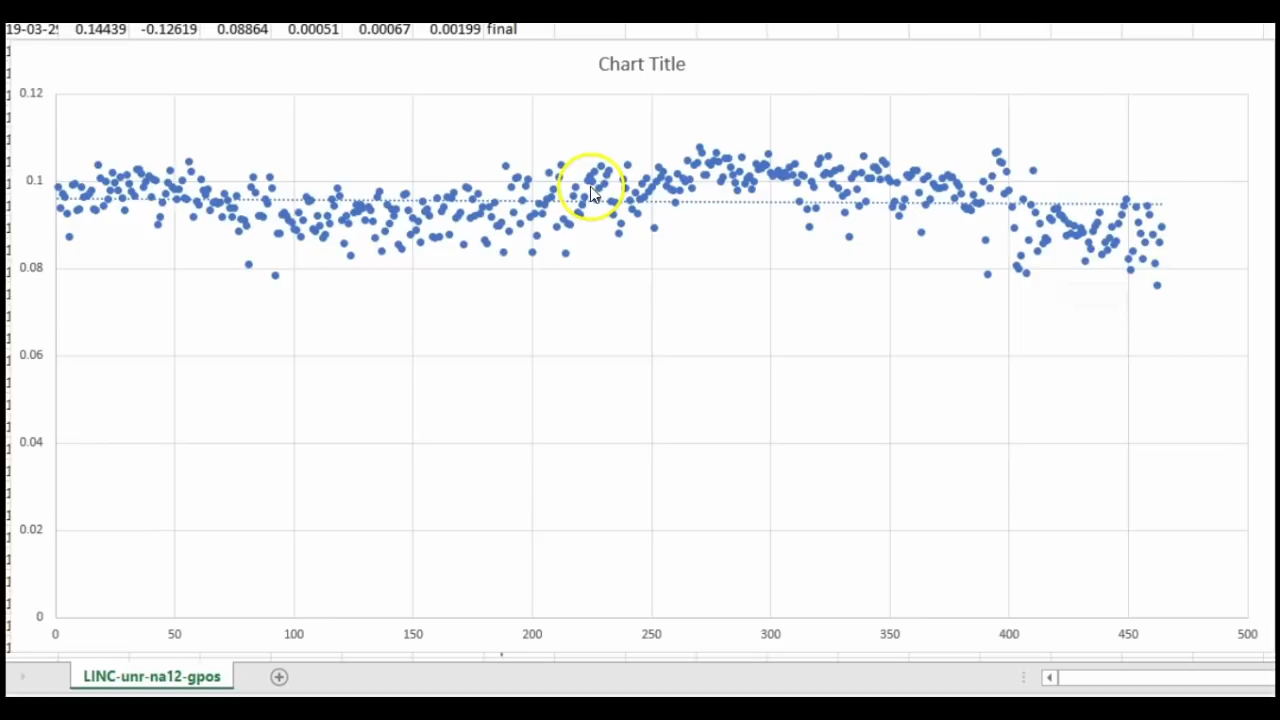 19-03-2 0.14439 -0.12619 0.08864 0.00051 0.00067 0.00199 final
Chart Title
0.12
0.1
0.08
0.06
0.04
0.02
0
0 50 100 150 200 250 300 350 400 450 500
LINC-unr-na12-gpos